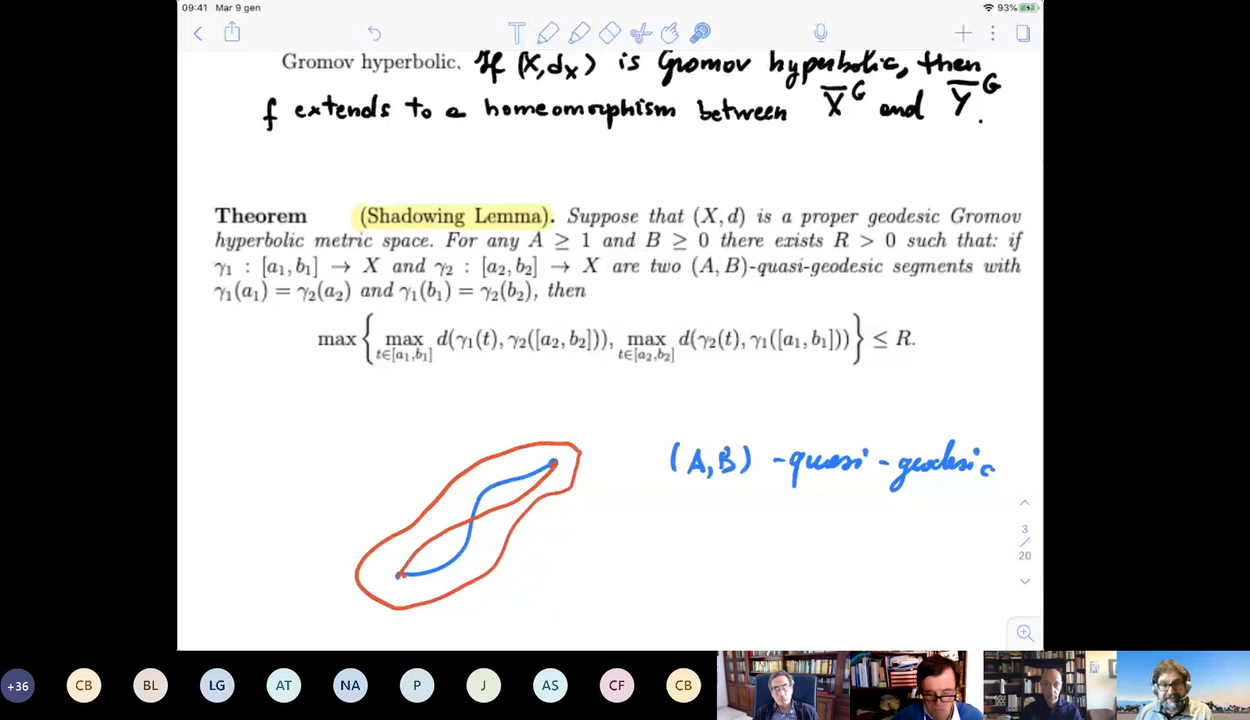 09:41 Mar 9 gen
93%
Gromov hyperbolic. If (X,d_X) is Gromov hyperbolic, then
f extends to a homeomorphism between X̅^G and Y̅^G.
Theorem (Shadowing Lemma). Suppose that (X, d) is a proper geodesic Gromov
hyperbolic metric space. For any A ≥ 1 and B ≥ 0 there exists R > 0 such that: if
γ₁ : [a₁, b₁] → X and γ₂ : [a₂, b₂] → X are two (A, B)-quasi-geodesic segments with
γ₁(a₁) = γ₂(a₂) and γ₁(b₁) = γ₂(b₂), then
max { max_{t∈[a₁,b₁]} d(γ₁(t), γ₂([a₂, b₂])), max_{t∈[a₂,b₂]} d(γ₂(t), γ₁([a₁, b₁])) } ≤ R.
(A,B) -quasi-geodesic
3
/
20
+36 CB BL LG AT NA P J AS CF CB